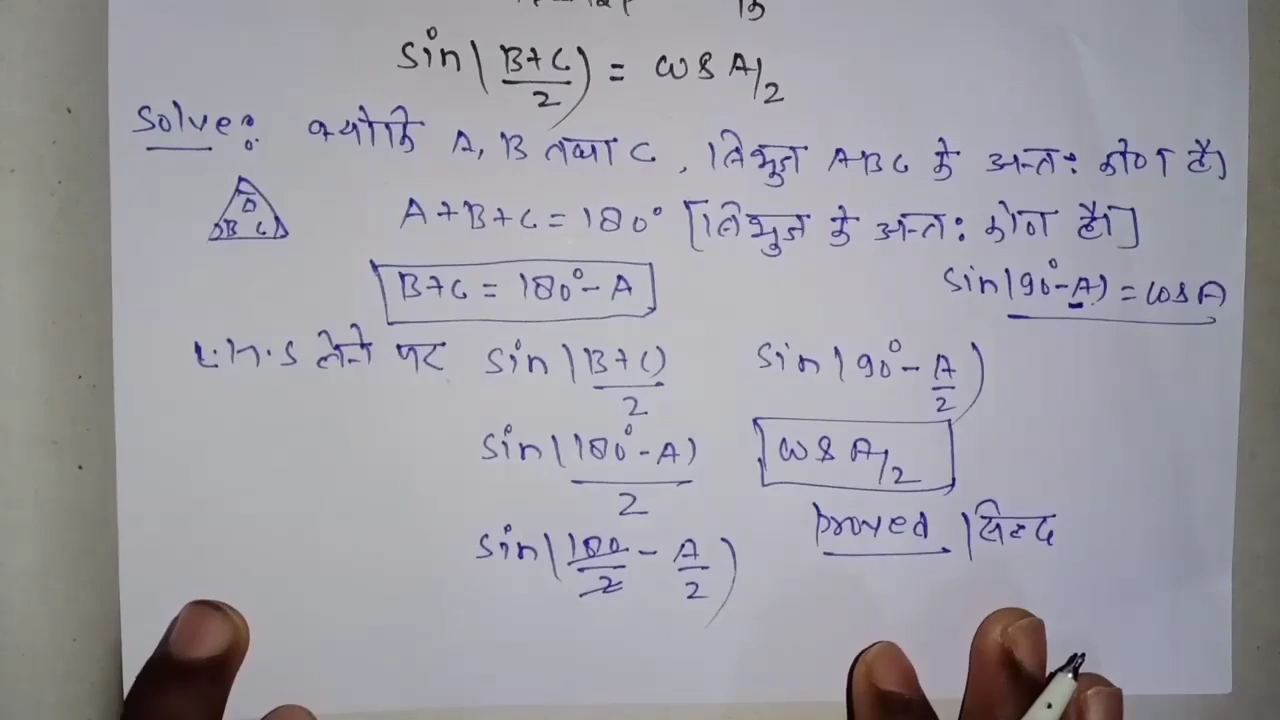 कि
sin(B+C/2) = cos A/2
Solve: क्योंकि A, B तथा C, त्रिभुज ABC के अन्त: कोण है।
A
B C
A+B+C = 180° [त्रिभुज के अन्त: कोण है।]
B+C = 180° - A
sin(90° - A) = cos A
L.H.S लेने पर sin(B+C)/2
sin(180° - A)/2
sin(180/2 - A/2)
sin(90° - A/2)
cos A/2
proved /सिद्ध